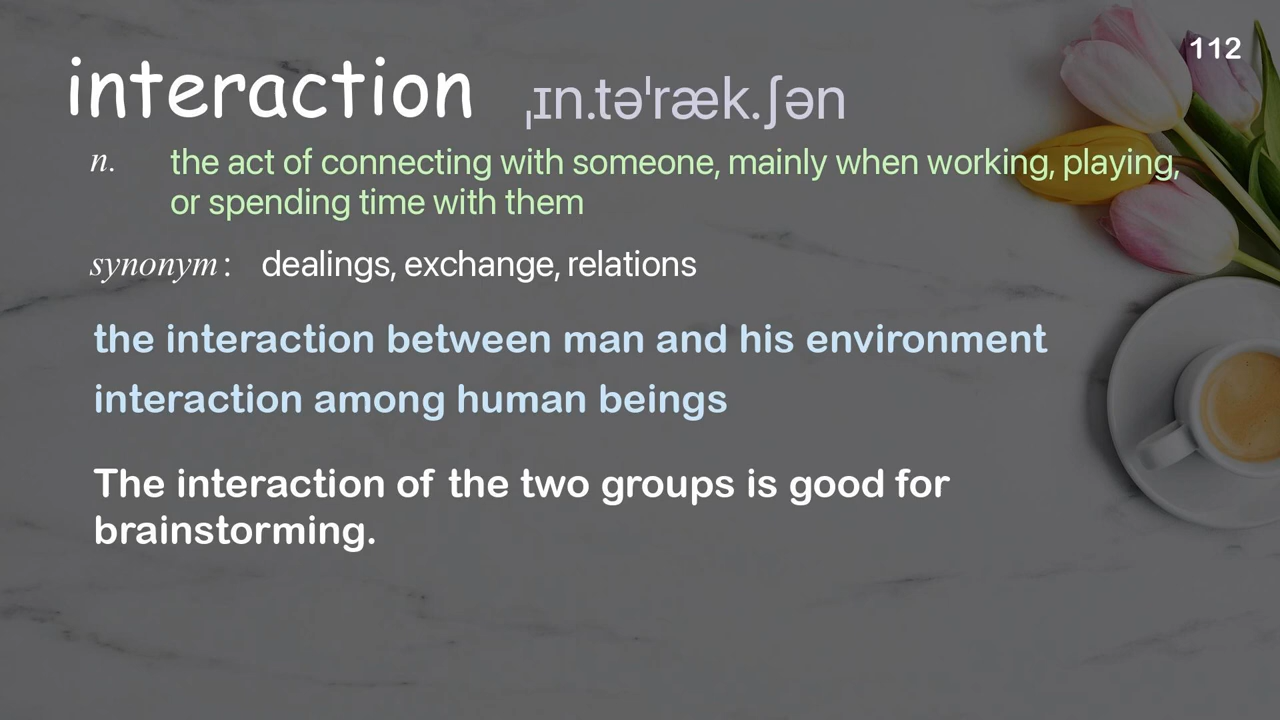 112
interaction ˌɪn.təˈræk.ʃən
n. the act of connecting with someone, mainly when working, playing,
or spending time with them
synonym : dealings, exchange, relations
the interaction between man and his environment
interaction among human beings
The interaction of the two groups is good for
brainstorming.